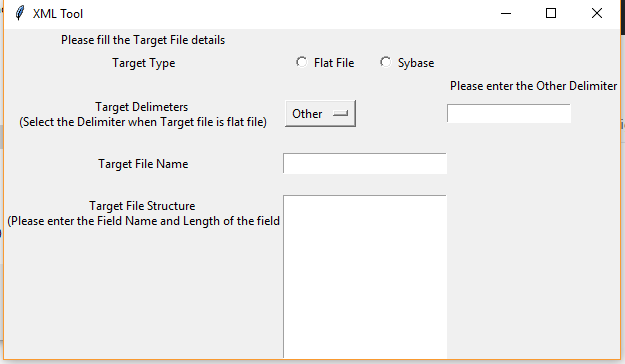 XML Tool
Please fill the Target File details
Target Type
Flat File
Sybase
Please enter the Other Delimiter
Target Delimeters
(Select the Delimiter when Target file is flat file)
Other
Target File Name
Target File Structure
(Please enter the Field Name and Length of the field